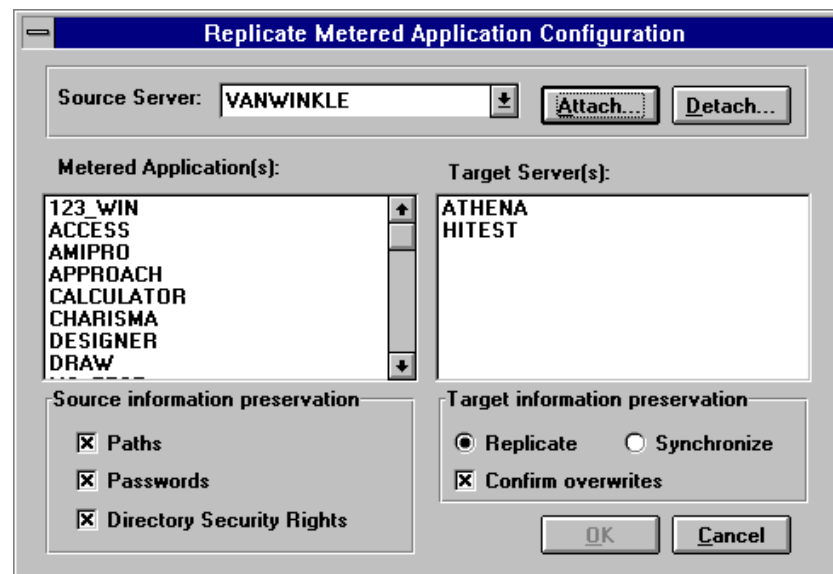 Replicate Metered Application Configuration
Source Server: VANWINKLE Attach... Detach...
Metered Application(s):
123_WIN
ACCESS
AMIPRO
APPROACH
CALCULATOR
CHARISMA
DESIGNER
DRAW
Target Server(s):
ATHENA
HITEST
Source information preservation
Paths
Passwords
Directory Security Rights
Target information preservation
Replicate Synchronize
Confirm overwrites
OK Cancel